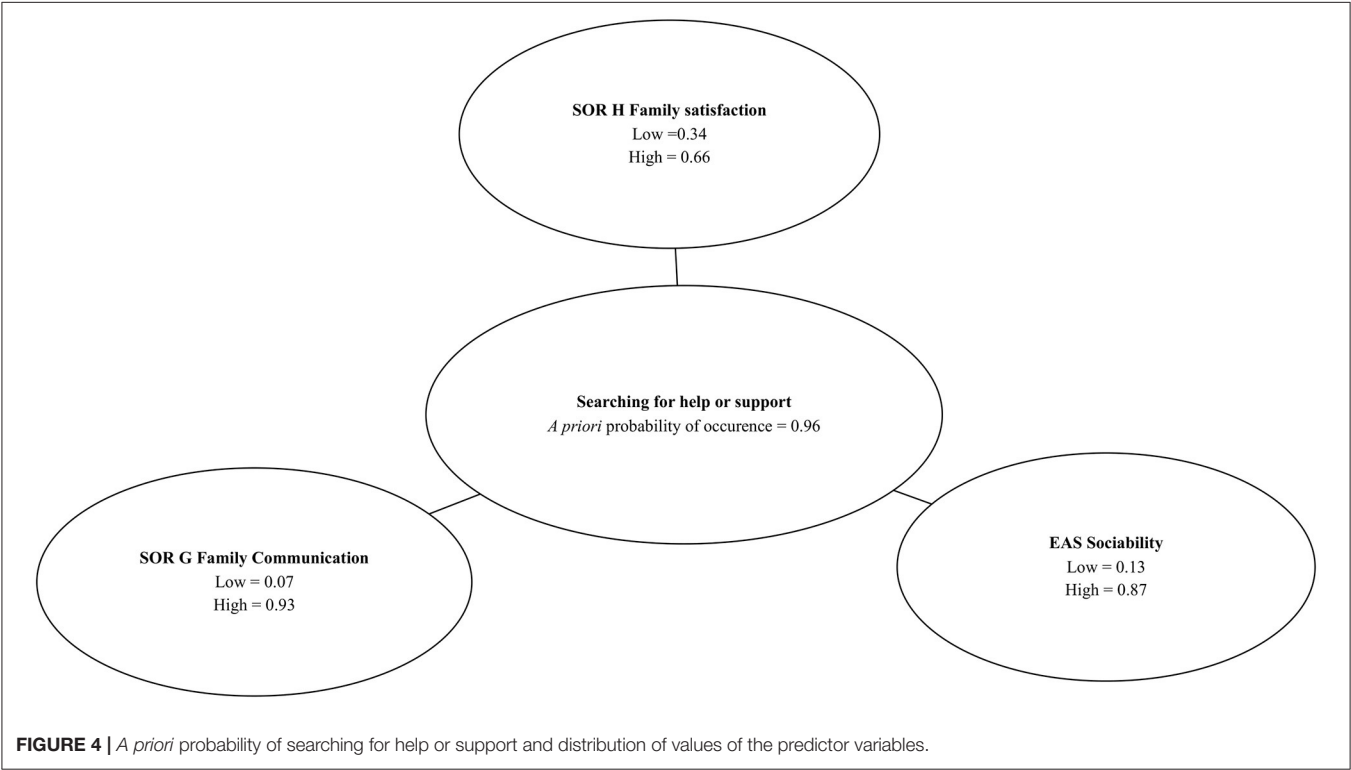 SOR H Family satisfaction
Low =0.34
High = 0.66
Searching for help or support
A priori probability of occurence = 0.96
SOR G Family Communication
Low = 0.07
High = 0.93
EAS Sociability
Low = 0.13
High = 0.87
FIGURE 4 | A priori probability of searching for help or support and distribution of values of the predictor variables.